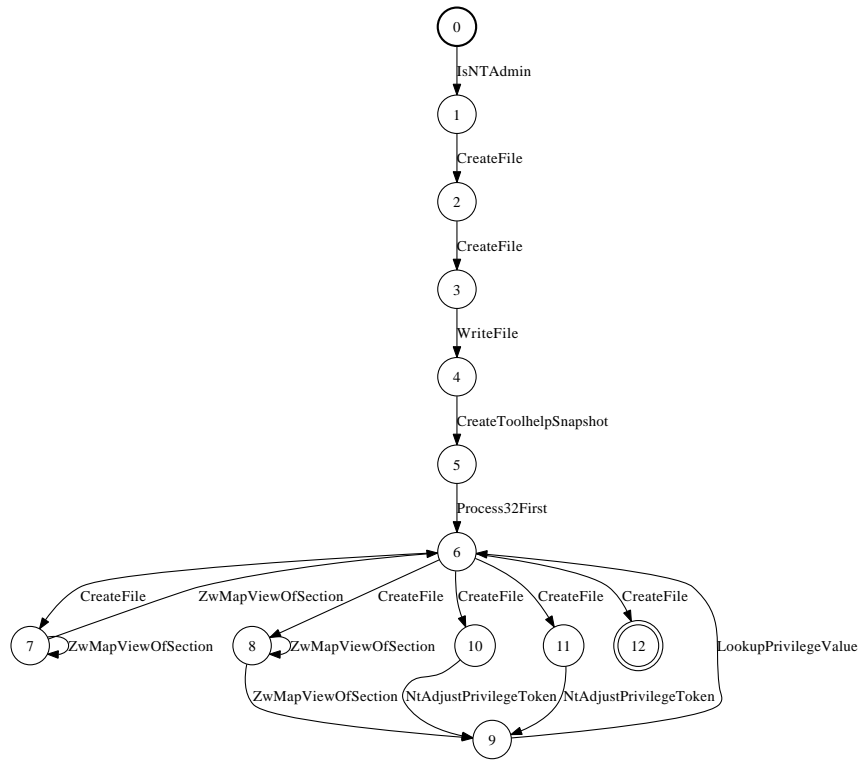 0
IsNTAdmin
1
CreateFile
2
CreateFile
3
WriteFile
4
CreateToolhelpSnapshot
5
Process32First
6
CreateFile ZwMapViewOfSection CreateFile CreateFile CreateFile CreateFile
7 ZwMapViewOfSection 8 ZwMapViewOfSection 10 11 12 LookupPrivilegeValue
ZwMapViewOfSection NtAdjustPrivilegeToken NtAdjustPrivilegeToken
9